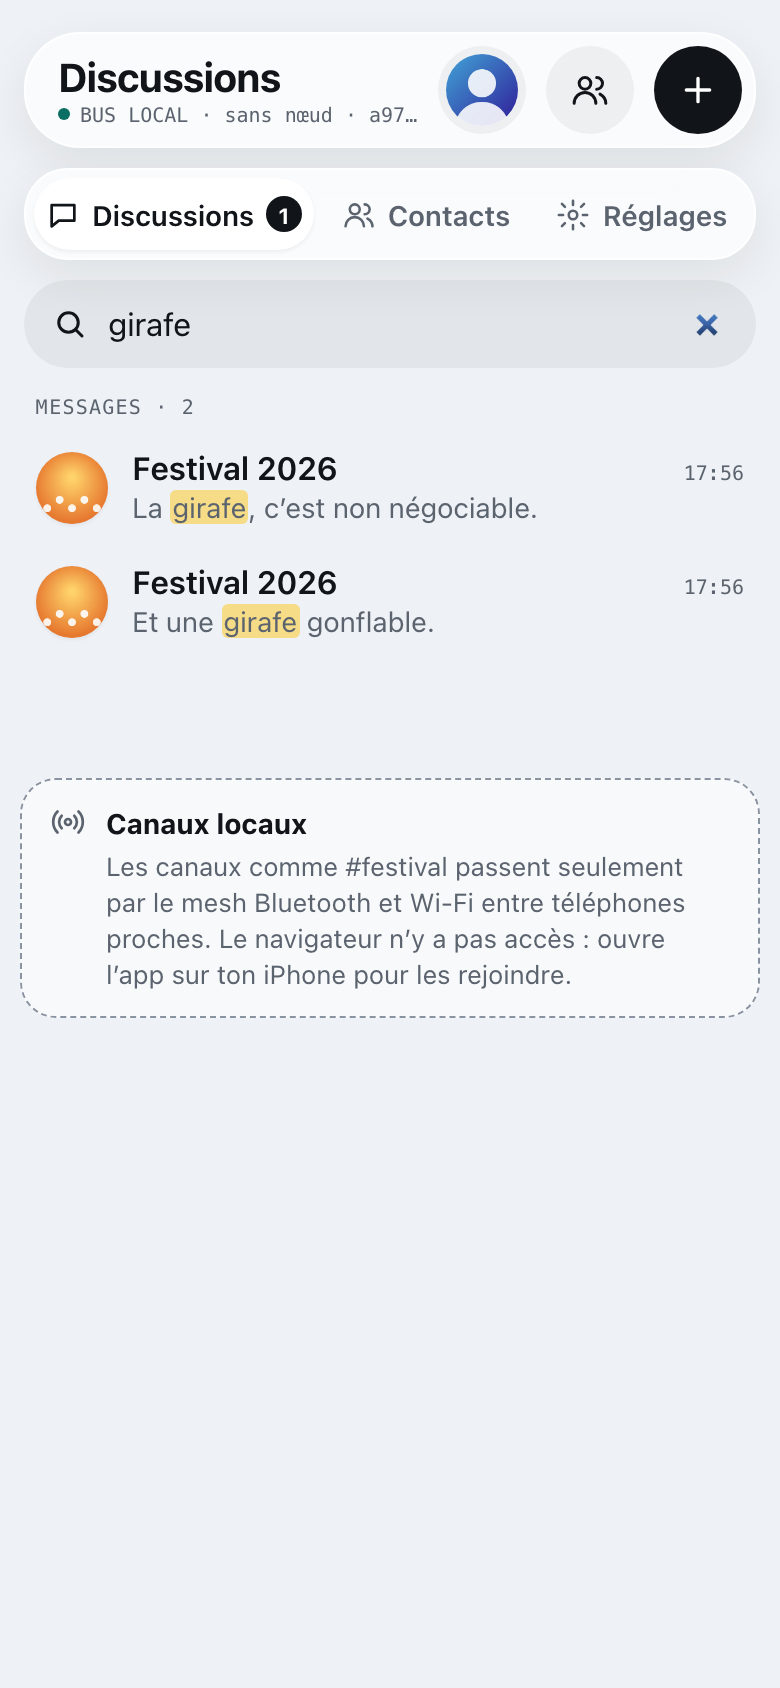 Discussions
BUS LOCAL · sans nœud · a97…
Discussions 1
Contacts
Réglages
girafe
MESSAGES · 2
Festival 2026
17:56
La girafe, c’est non négociable.
Festival 2026
17:56
Et une girafe gonflable.
Canaux locaux
Les canaux comme #festival passent seulement
par le mesh Bluetooth et Wi-Fi entre téléphones
proches. Le navigateur n’y a pas accès : ouvre
l’app sur ton iPhone pour les rejoindre.